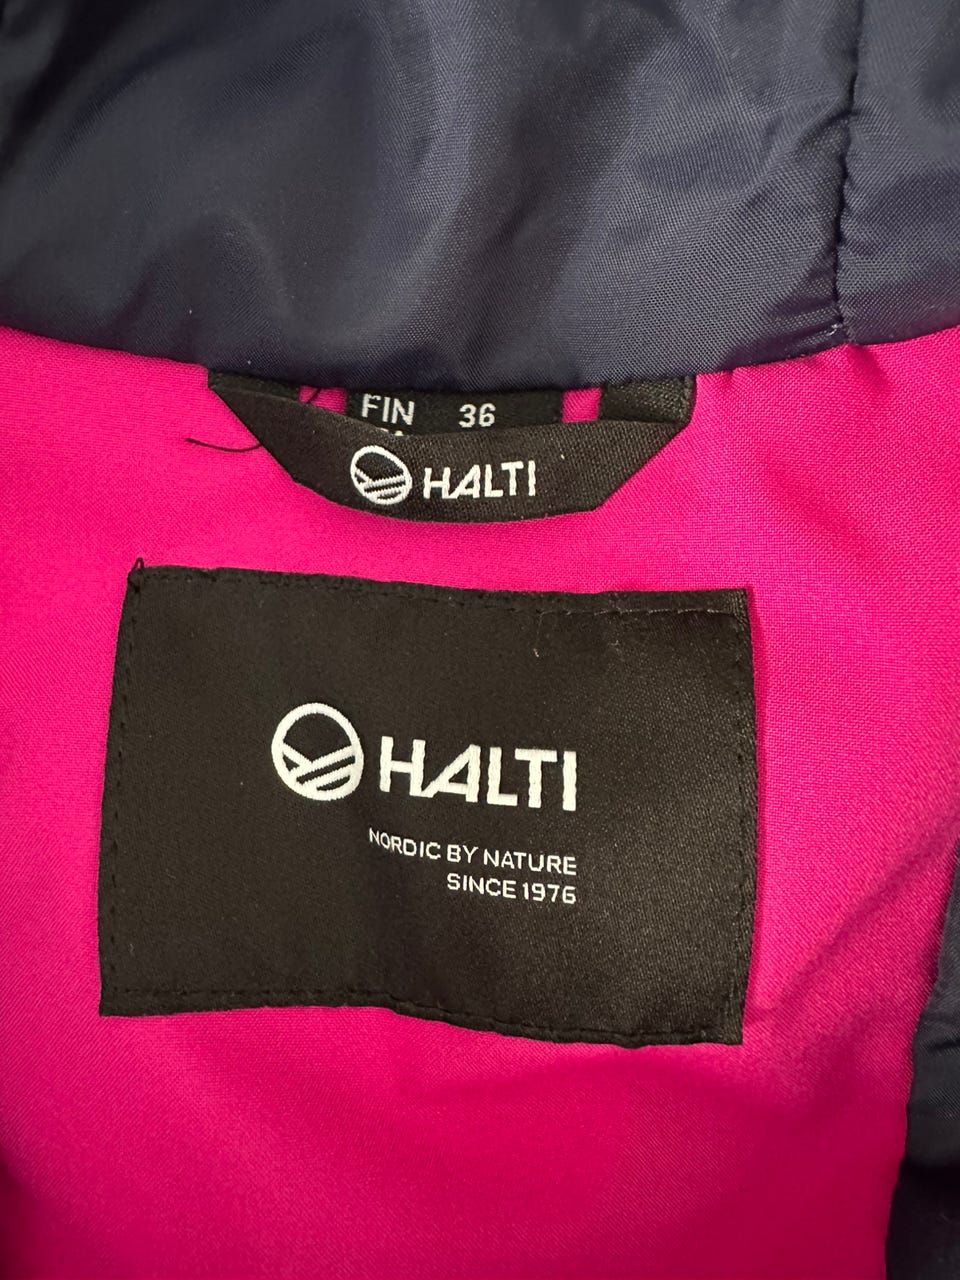 FIN 36
HALTI
HALTI
NORDIC BY NATURE
SINCE 1976